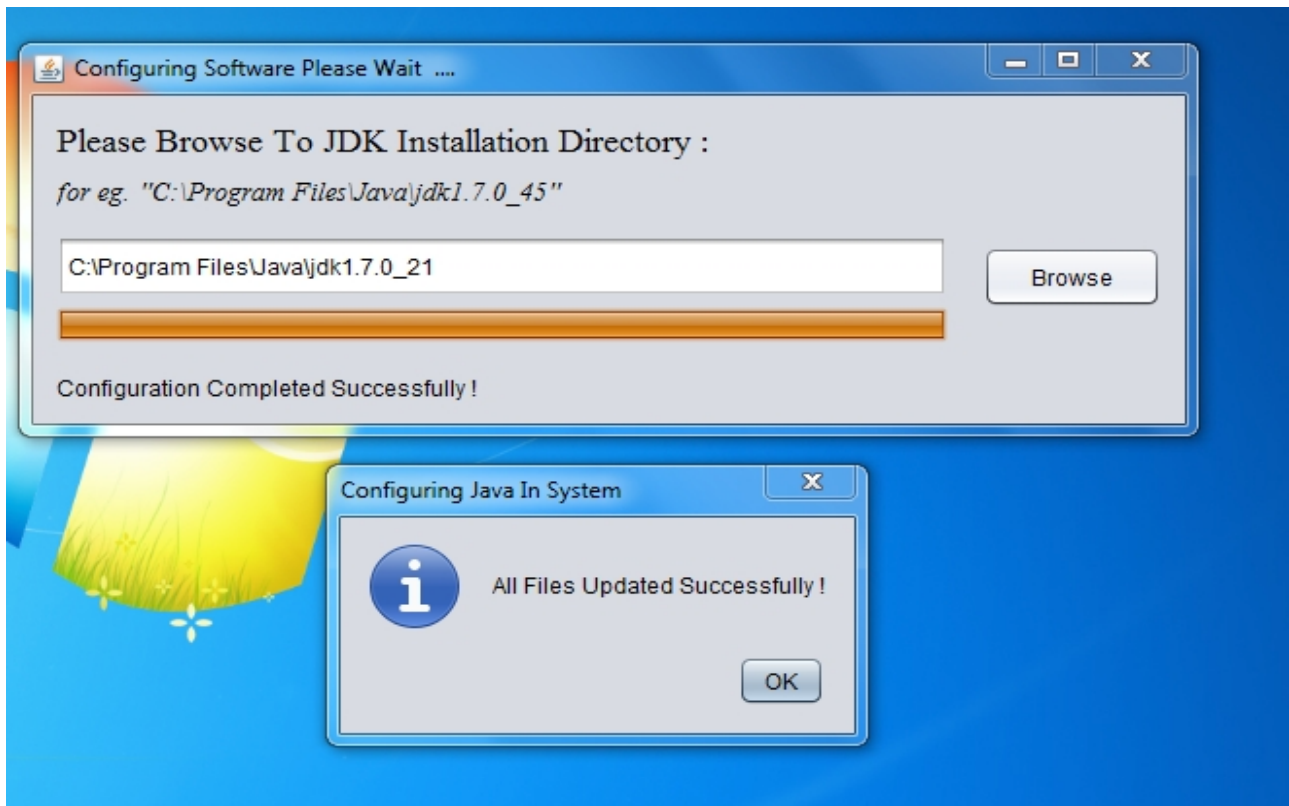 Configuring Software Please Wait ....
Please Browse To JDK Installation Directory :
for eg. "C:\Program Files\Java\jdk1.7.0_45"
C:\Program Files\Java\jdk1.7.0_21
Browse
Configuration Completed Successfully !
Configuring Java In System
All Files Updated Successfully !
OK